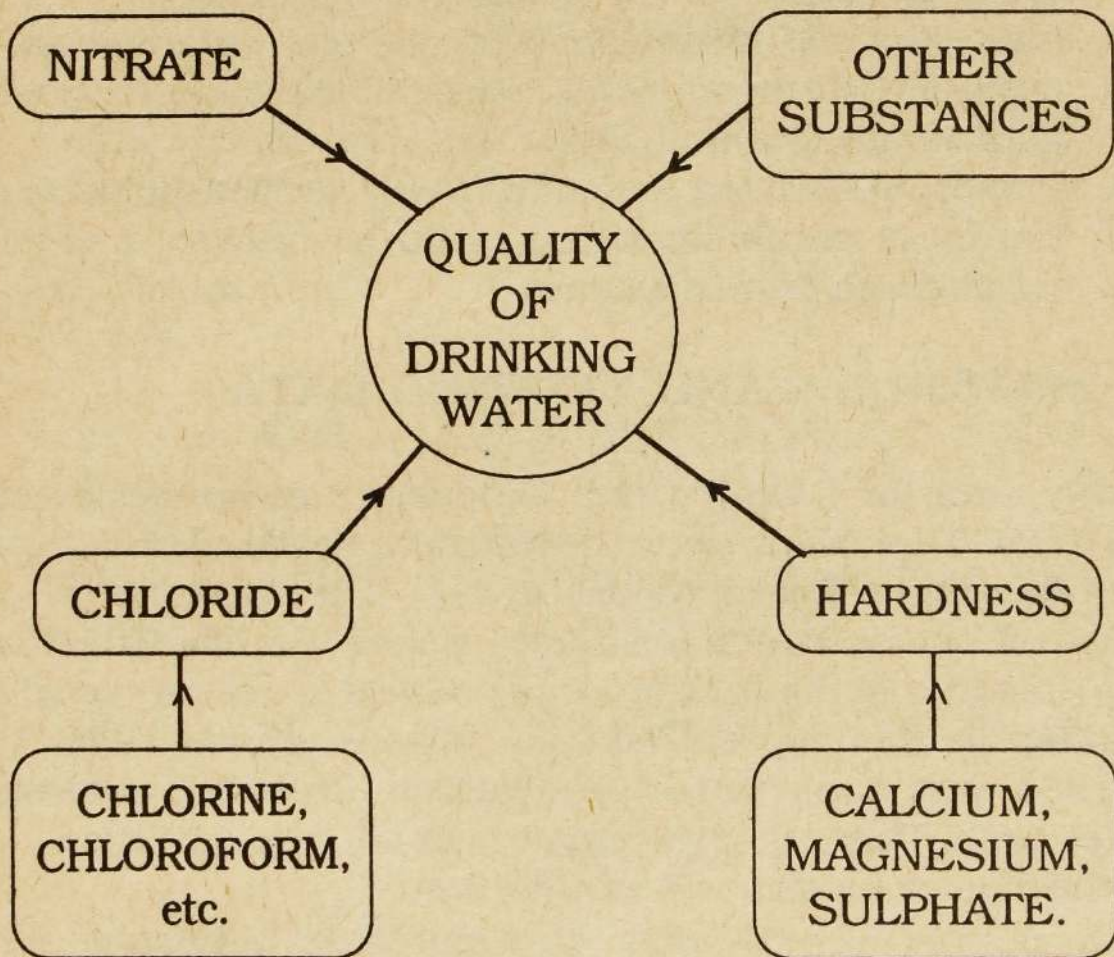 NITRATE
OTHER
SUBSTANCES
QUALITY
OF
DRINKING
WATER
CHLORIDE
HARDNESS
CHLORINE,
CHLOROFORM,
etc.
CALCIUM,
MAGNESIUM,
SULPHATE.